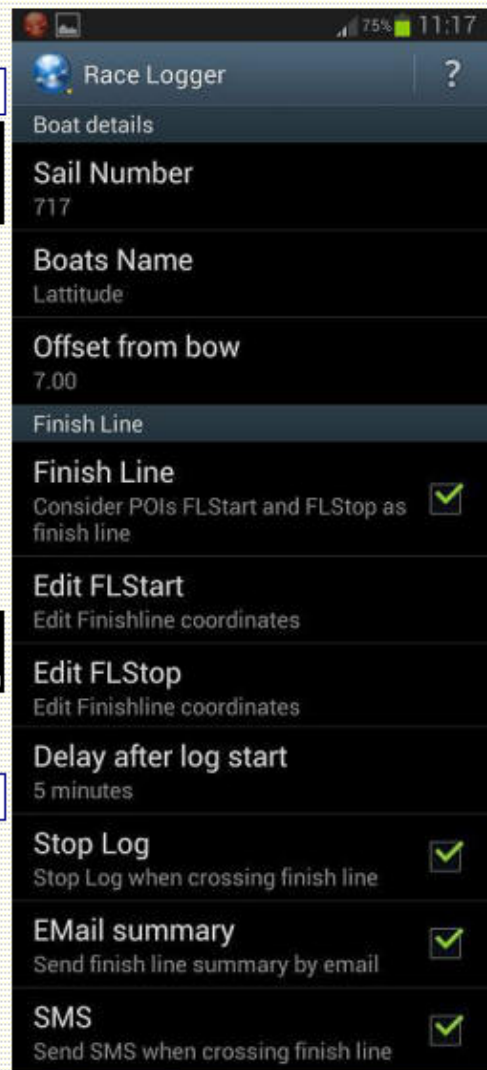 75% 11:17
Race Logger ?
Boat details
Sail Number
717
Boats Name
Lattitude
Offset from bow
7.00
Finish Line
Finish Line
Consider POIs FLStart and FLStop as
finish line
Edit FLStart
Edit Finishline coordinates
Edit FLStop
Edit Finishline coordinates
Delay after log start
5 minutes
Stop Log
Stop Log when crossing finish line
EMail summary
Send finish line summary by email
SMS
Send SMS when crossing finish line